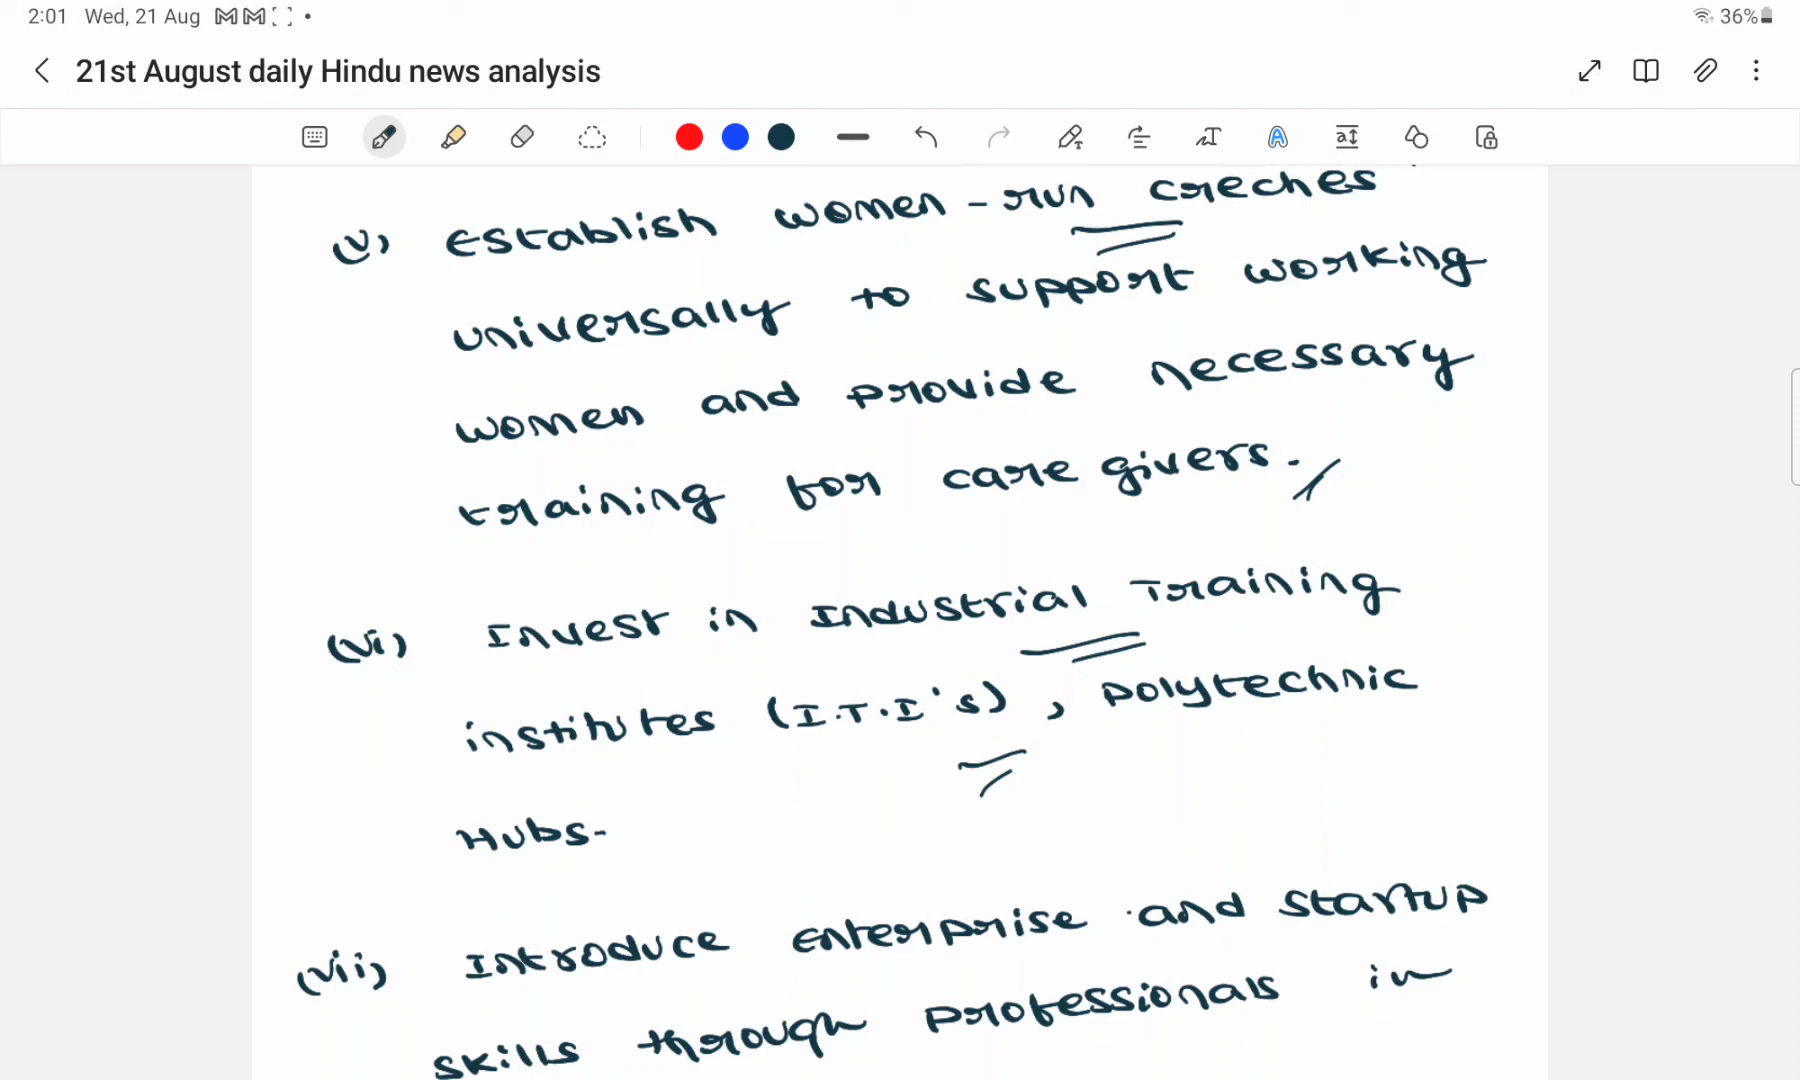 2:01 Wed, 21 Aug 36%
21st August daily Hindu news analysis
(v) Establish women-run creches
universally to support working
women and provide necessary
training for care givers.
(vi) Invest in Industrial Training
institutes (I.T.I's), polytechnic
Hubs.
(vii) Introduce enterprise and startup
skills through professionals in